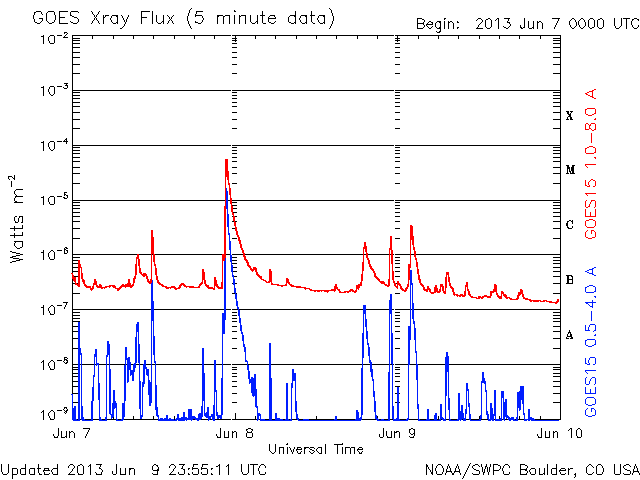 GOES Xray Flux (5 minute data)
Begin: 2013 Jun 7 0000 UTC
10⁻²
10⁻³
10⁻⁴
10⁻⁵
10⁻⁶
10⁻⁷
10⁻⁸
10⁻⁹
Watts m⁻²
X
M
C
B
A
GOES15 1.0-8.0 A
GOES15 0.5-4.0 A
Jun 7
Jun 8
Jun 9
Jun 10
Universal Time
Updated 2013 Jun 9 23:55:11 UTC
NOAA/SWPC Boulder, CO USA